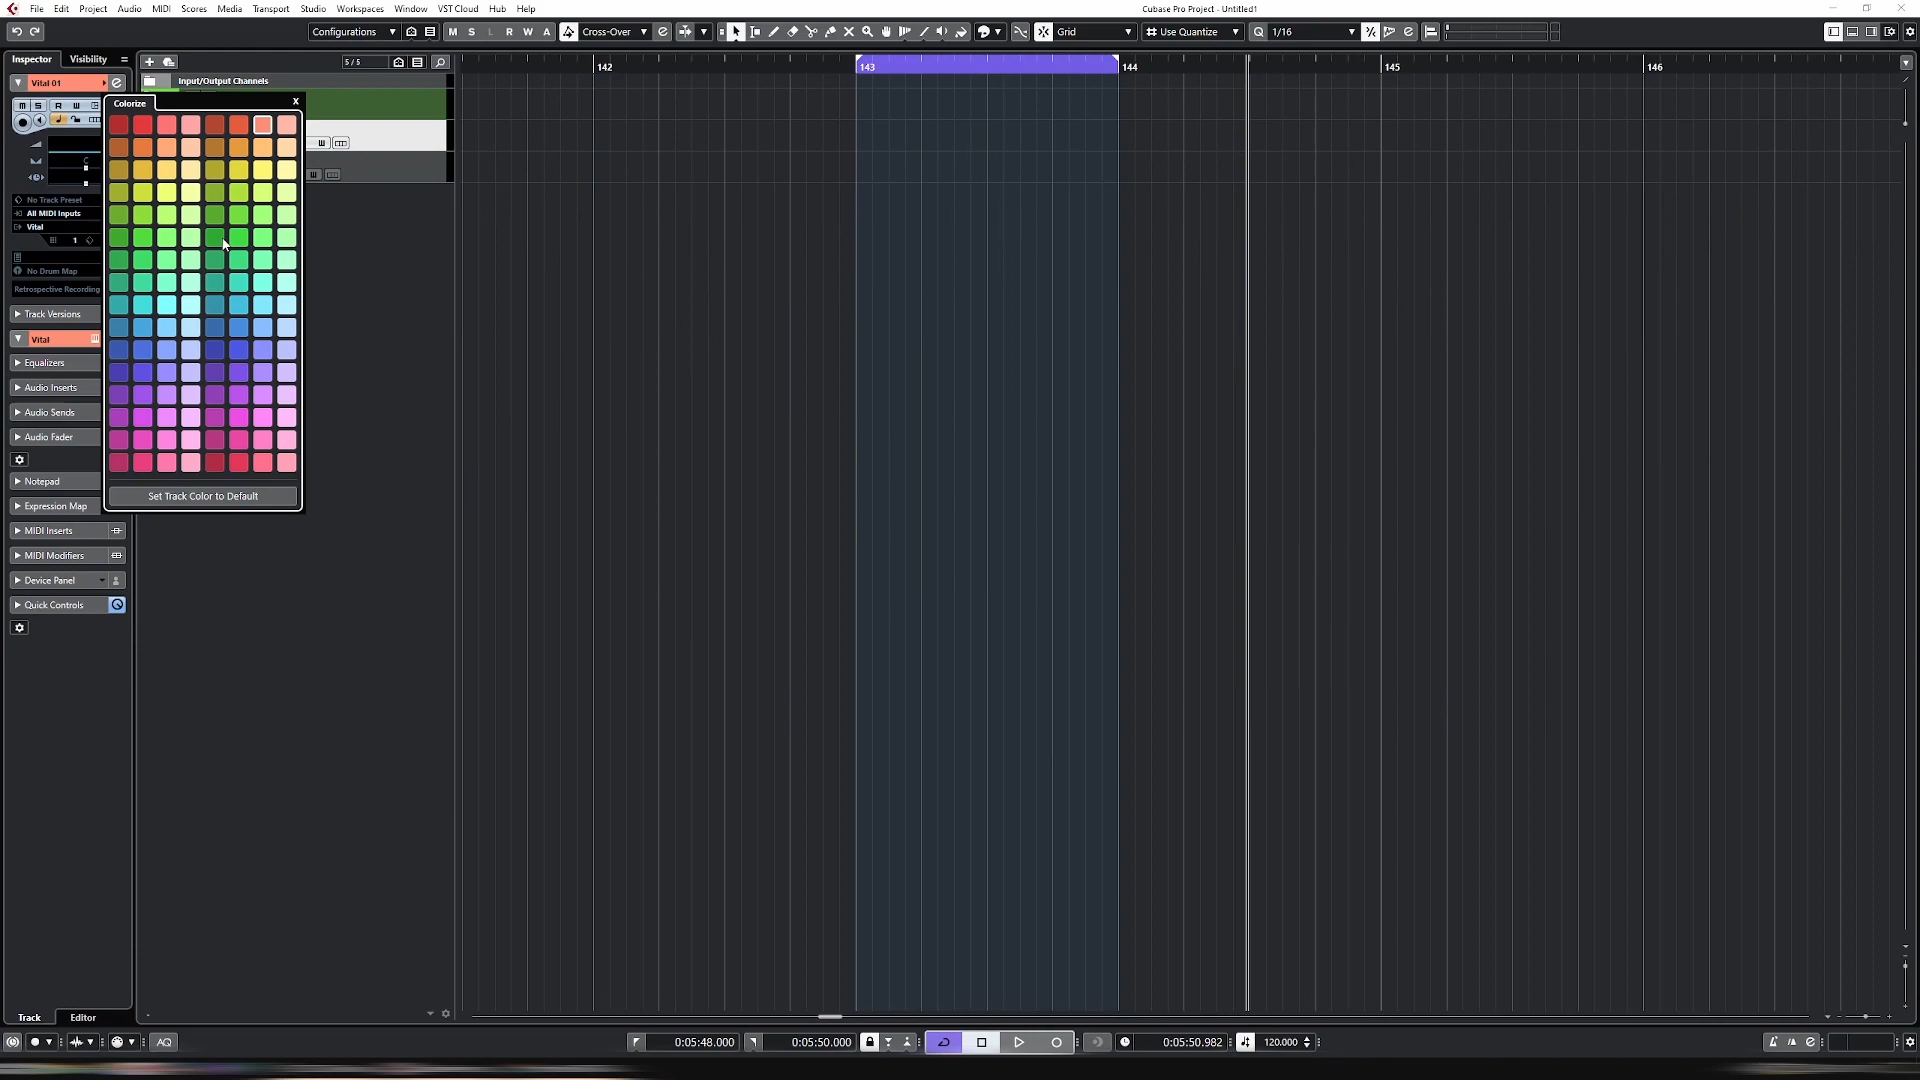 File Edit Project Audio MIDI Scores Media Transport Studio Workspaces Window VST Cloud Hub Help
Cubase Pro Project - Untitled1
Configurations M S L R W A Cross-Over Grid Use Quantize Q 1/16
Inspector Visibility
5 / 5
142 143 144 145 146
Vital 01
Input/Output Channels
Colorize X
M S R W
C
No Track Preset
All MIDI Inputs
Vital
1
No Drum Map
Retrospective Recording
Track Versions
Vital
Equalizers
Audio Inserts
Audio Sends
Audio Fader
Notepad
Set Track Color to Default
Expression Map
MIDI Inserts
MIDI Modifiers
Device Panel
Quick Controls
Track Editor
AQ
0:05:48.000 0:05:50.000 0:05:50.982 120.000